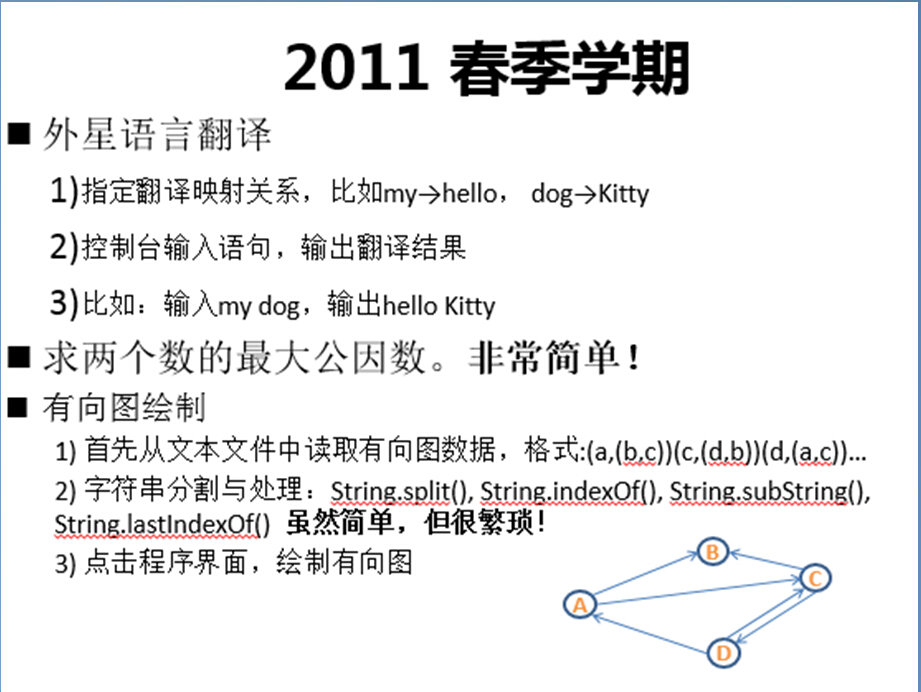 2011 春季学期
■ 外星语言翻译
1)指定翻译映射关系，比如my→hello， dog→Kitty
2)控制台输入语句，输出翻译结果
3)比如：输入my dog，输出hello Kitty
■ 求两个数的最大公因数。非常简单！
■ 有向图绘制
1) 首先从文本文件中读取有向图数据，格式:(a,(b,c))(c,(d,b))(d,(a,c))...
2) 字符串分割与处理：String.split(), String.indexOf(), String.subString(),
String.lastIndexOf() 虽然简单，但很繁琐！
3) 点击程序界面，绘制有向图
B
C
A
D